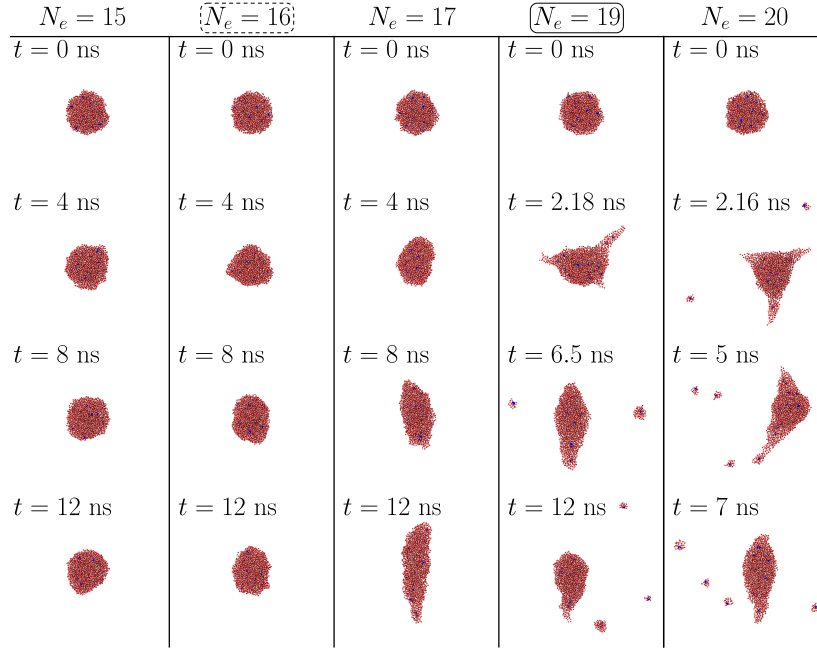 N_e = 15 N_e = 16 N_e = 17 N_e = 19 N_e = 20
t = 0 ns t = 0 ns t = 0 ns t = 0 ns t = 0 ns
t = 4 ns t = 4 ns t = 4 ns t = 2.18 ns t = 2.16 ns
t = 8 ns t = 8 ns t = 8 ns t = 6.5 ns t = 5 ns
t = 12 ns t = 12 ns t = 12 ns t = 12 ns t = 7 ns